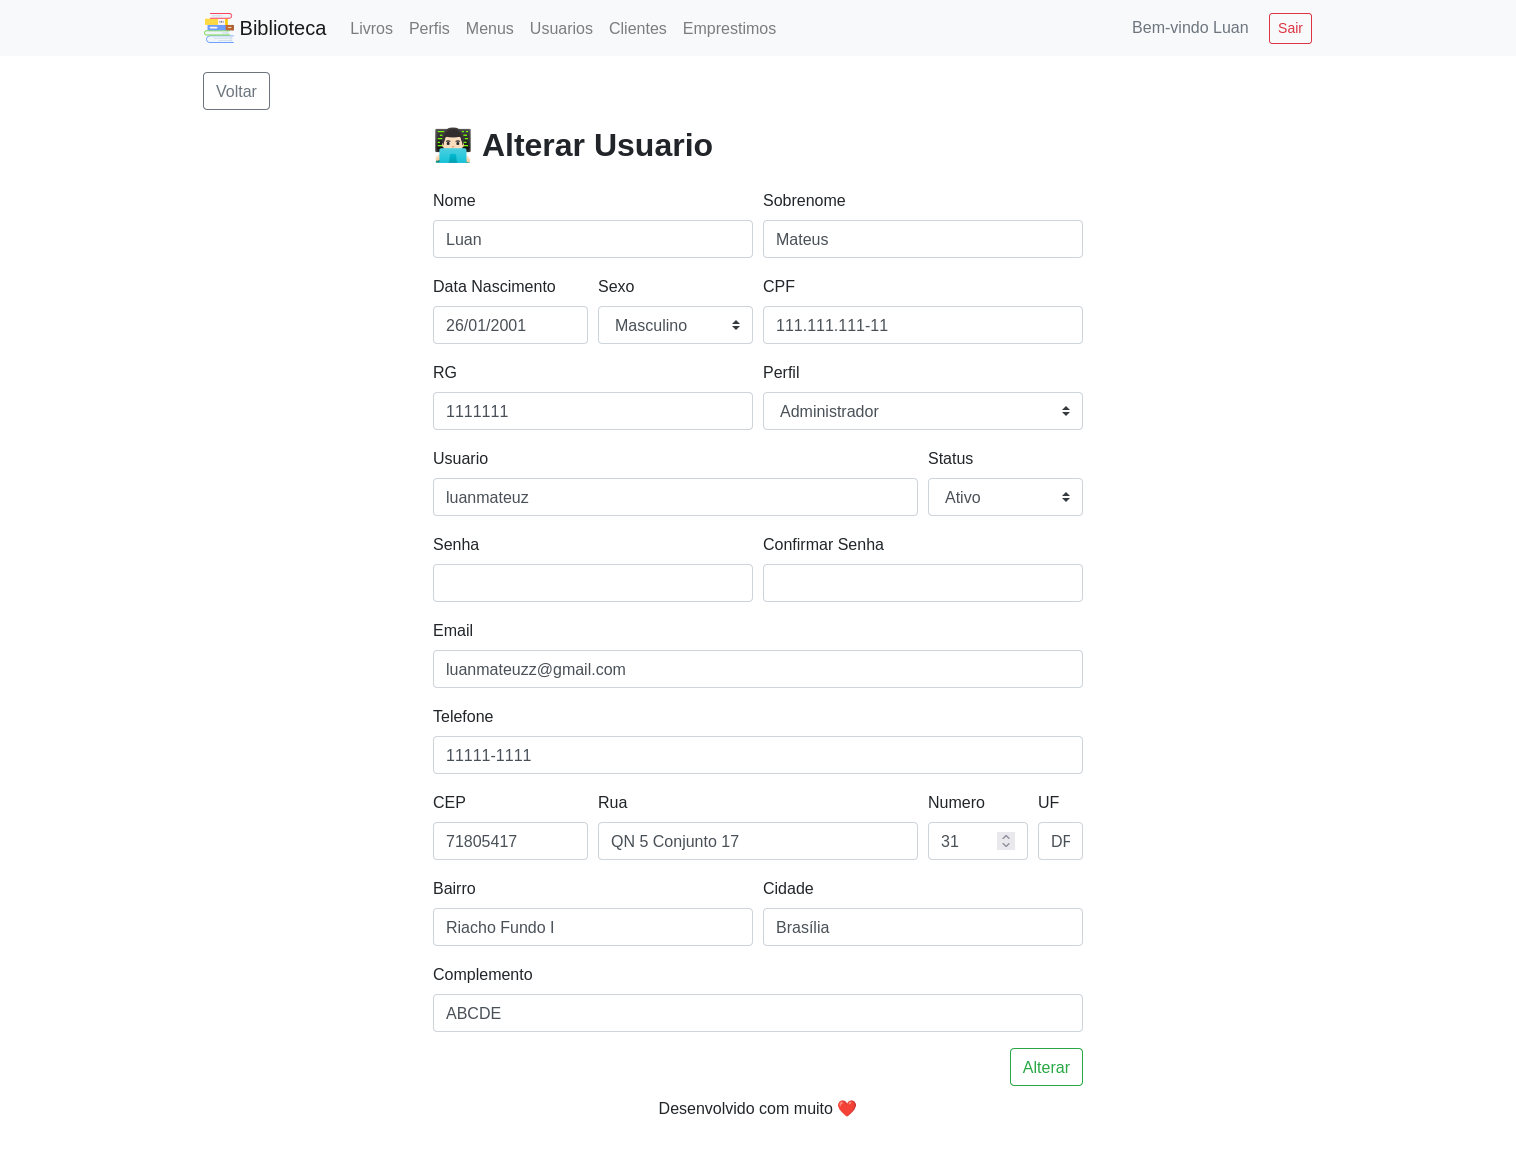 Biblioteca Livros Perfis Menus Usuarios Clientes Emprestimos Bem-vindo Luan Sair
Voltar
Alterar Usuario
Nome Sobrenome
Luan Mateus
Data Nascimento Sexo CPF
26/01/2001 Masculino 111.111.111-11
RG Perfil
1111111 Administrador
Usuario Status
luanmateuz Ativo
Senha Confirmar Senha
Email
luanmateuzz@gmail.com
Telefone
11111-1111
CEP Rua Numero UF
71805417 QN 5 Conjunto 17 31 DF
Bairro Cidade
Riacho Fundo I Brasília
Complemento
ABCDE
Alterar
Desenvolvido com muito ❤️